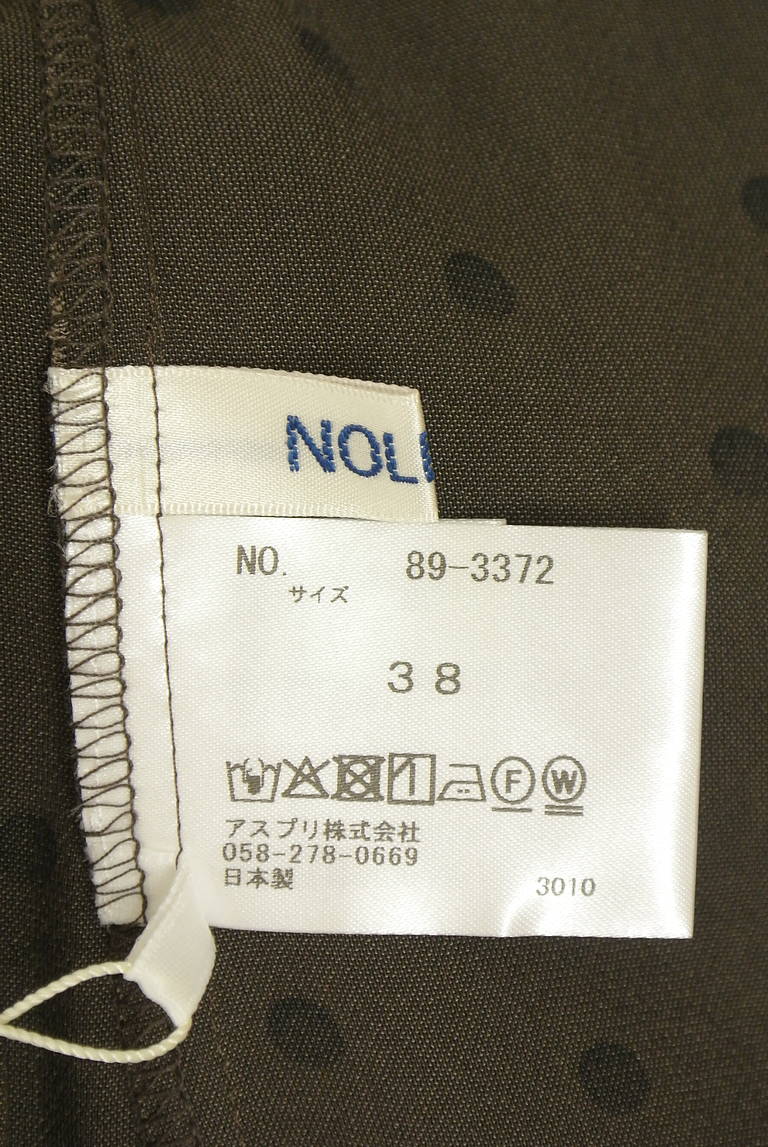 NOL
NO. 89-3372
サイズ
38
F W
アスプリ株式会社
058-278-0669
日本製
3010